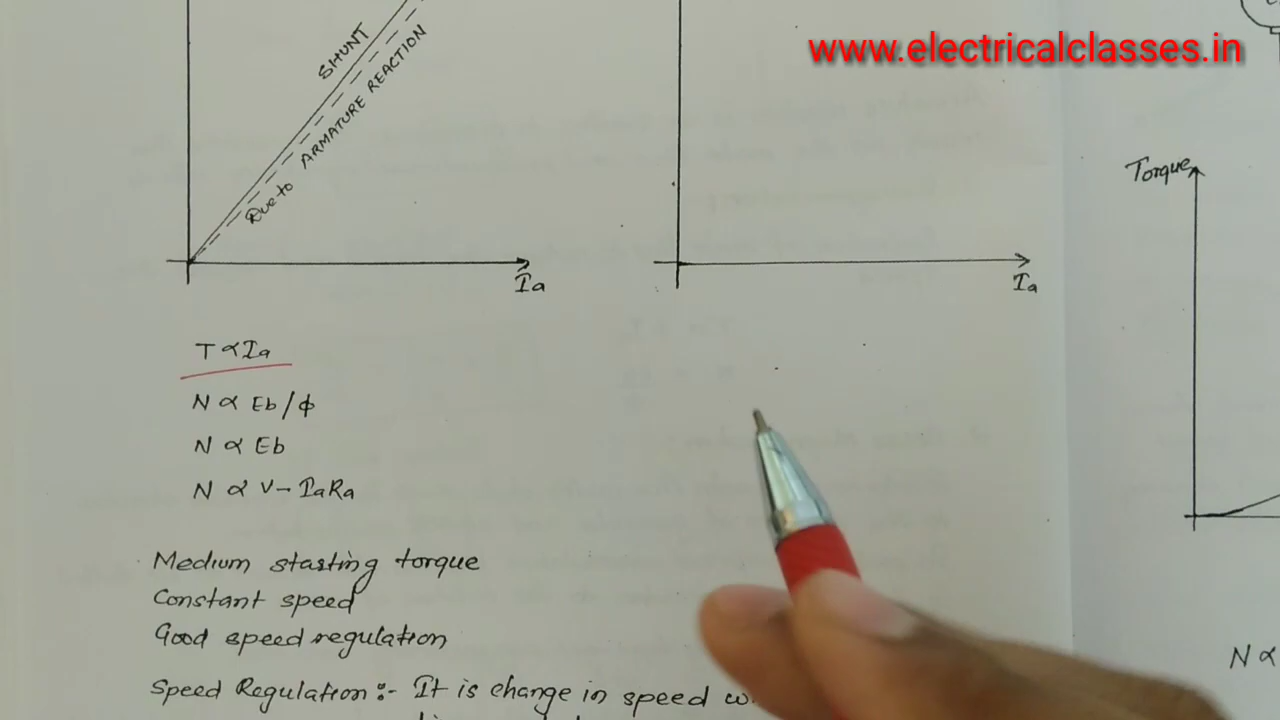 www.electricalclasses.in
SHUNT
Due to ARMATURE REACTION
Torque
Ia
Ia
T ∝ Ia
N ∝ Eb/ϕ
N ∝ Eb
N ∝ V - IaRa
Medium starting torque
Constant speed
Good speed regulation
N ∝
Speed Regulation :- It is change in speed